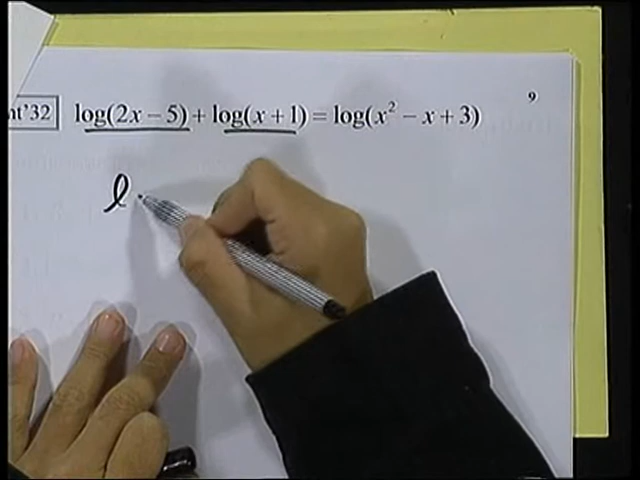 nt'32 log(2x − 5) + log(x + 1) = log(x² − x + 3)
9
l